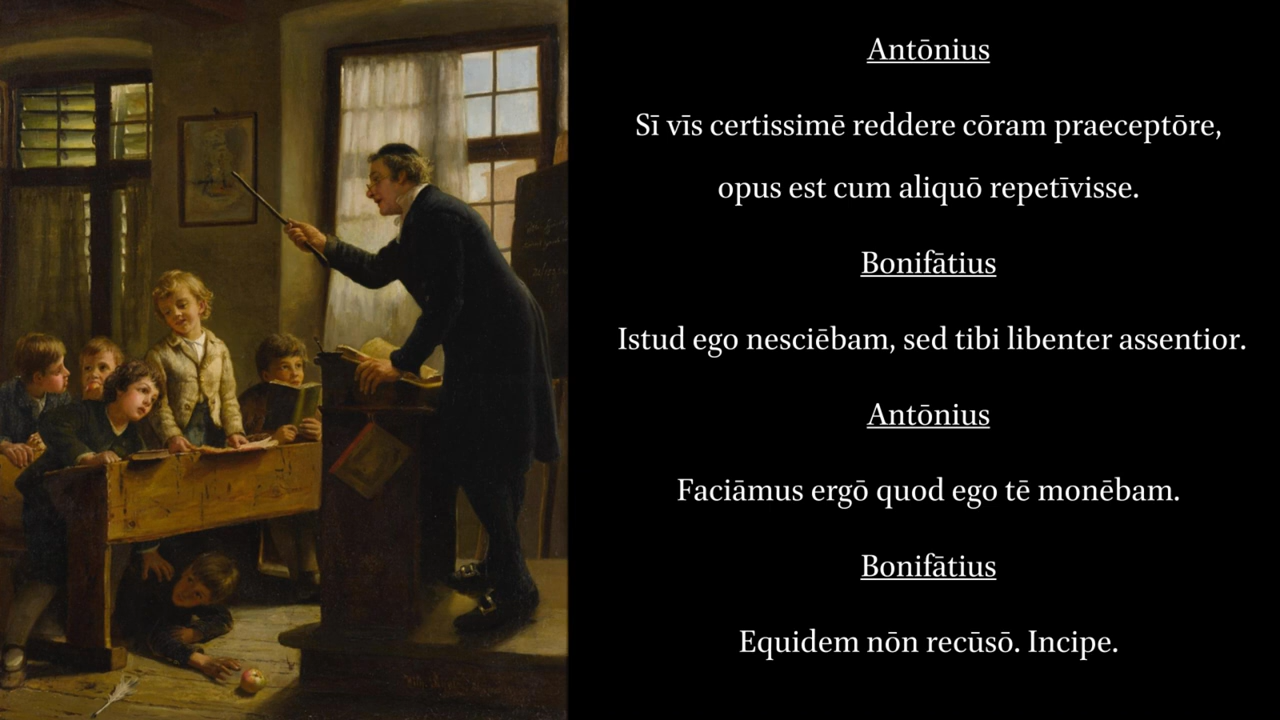 Antōnius
Sī vīs certissimē reddere cōram praeceptōre,
opus est cum aliquō repetīvisse.
Bonifātius
Istud ego nesciēbam, sed tibi libenter assentior.
Antōnius
Faciāmus ergō quod ego tē monēbam.
Bonifātius
Equidem nōn recūsō. Incipe.